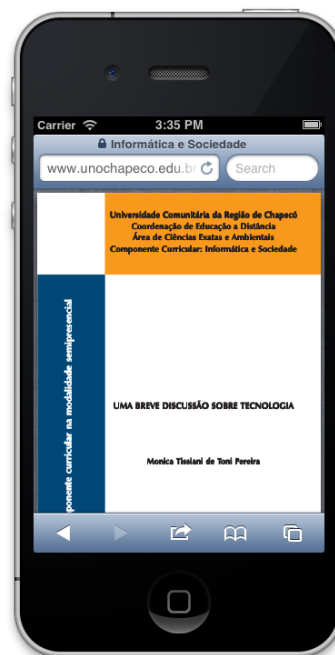 Carrier 3:35 PM
Informática e Sociedade
www.unochapeco.edu.br Search
Universidade Comunitária da Região de Chapecó
Coordenação de Educação a Distância
Área de Ciências Exatas e Ambientais
Componente Curricular: Informática e Sociedade
ponente curricular na modalidade semipresencial
UMA BREVE DISCUSSÃO SOBRE TECNOLOGIA
Monica Tissiani de Toni Pereira